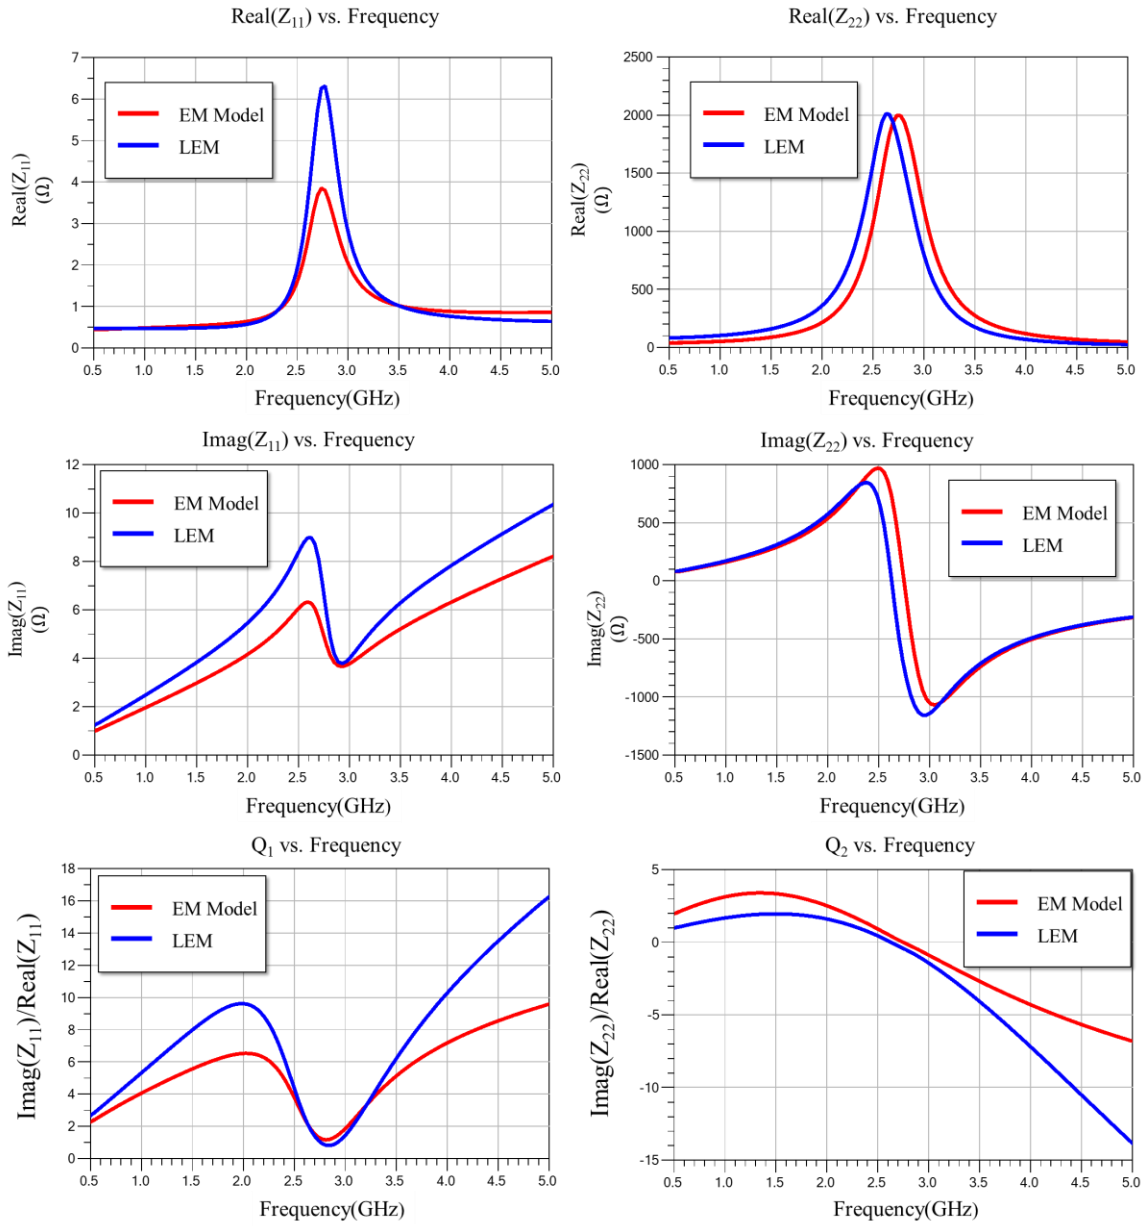 Real(Z11) vs. Frequency
7
6
5
4
3
2
1
0
Real(Z11)
(Ω)
EM Model
LEM
0.5 1.0 1.5 2.0 2.5 3.0 3.5 4.0 4.5 5.0
Frequency(GHz)
Real(Z22) vs. Frequency
2500
2000
1500
1000
500
0
Real(Z22)
(Ω)
EM Model
LEM
0.5 1.0 1.5 2.0 2.5 3.0 3.5 4.0 4.5 5.0
Frequency(GHz)
Imag(Z11) vs. Frequency
12
10
8
6
4
2
0
Imag(Z11)
(Ω)
EM Model
LEM
0.5 1.0 1.5 2.0 2.5 3.0 3.5 4.0 4.5 5.0
Frequency(GHz)
Imag(Z22) vs. Frequency
1000
500
0
-500
-1000
-1500
Imag(Z22)
(Ω)
EM Model
LEM
0.5 1.0 1.5 2.0 2.5 3.0 3.5 4.0 4.5 5.0
Frequency(GHz)
Q1 vs. Frequency
18
16
14
12
10
8
6
4
2
0
Imag(Z11)/Real(Z11)
EM Model
LEM
0.5 1.0 1.5 2.0 2.5 3.0 3.5 4.0 4.5 5.0
Frequency(GHz)
Q2 vs. Frequency
5
0
-5
-10
-15
Imag(Z22)/Real(Z22)
EM Model
LEM
0.5 1.0 1.5 2.0 2.5 3.0 3.5 4.0 4.5 5.0
Frequency(GHz)